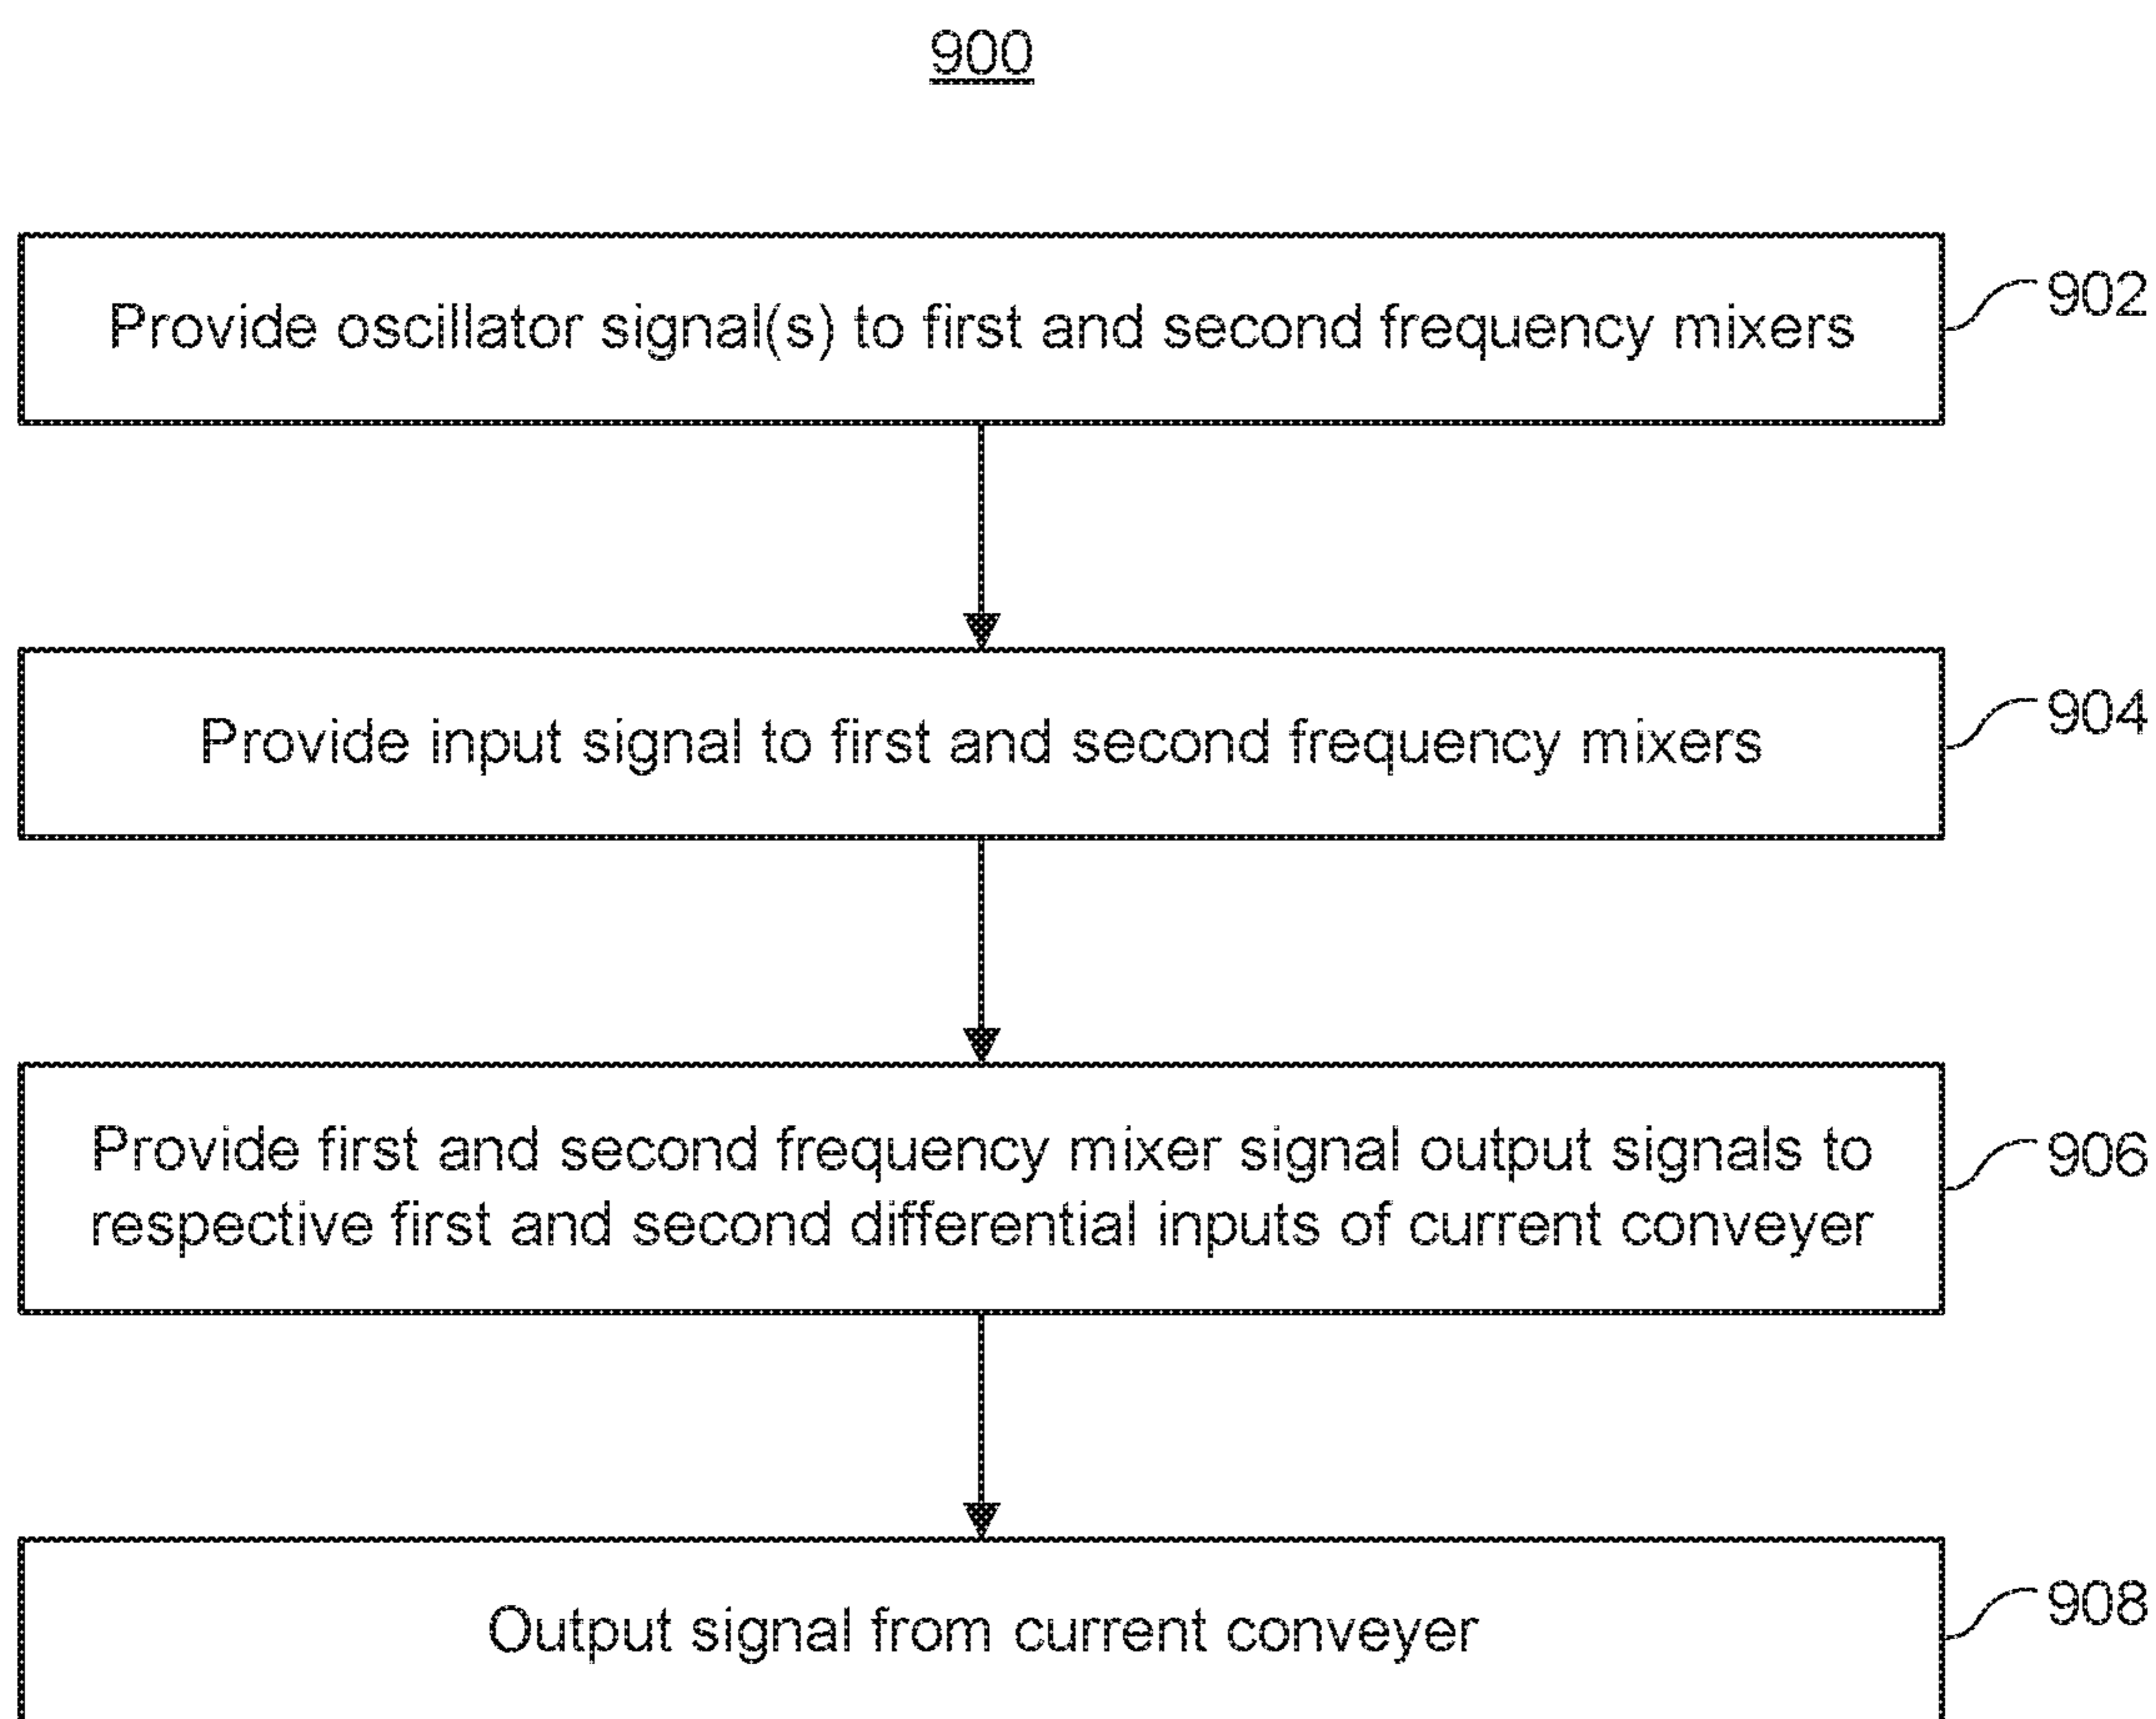 900
Provide oscillator signal(s) to first and second frequency mixers
902
Provide input signal to first and second frequency mixers
904
Provide first and second frequency mixer signal output signals to
respective first and second differential inputs of current conveyer
906
Output signal from current conveyer
908